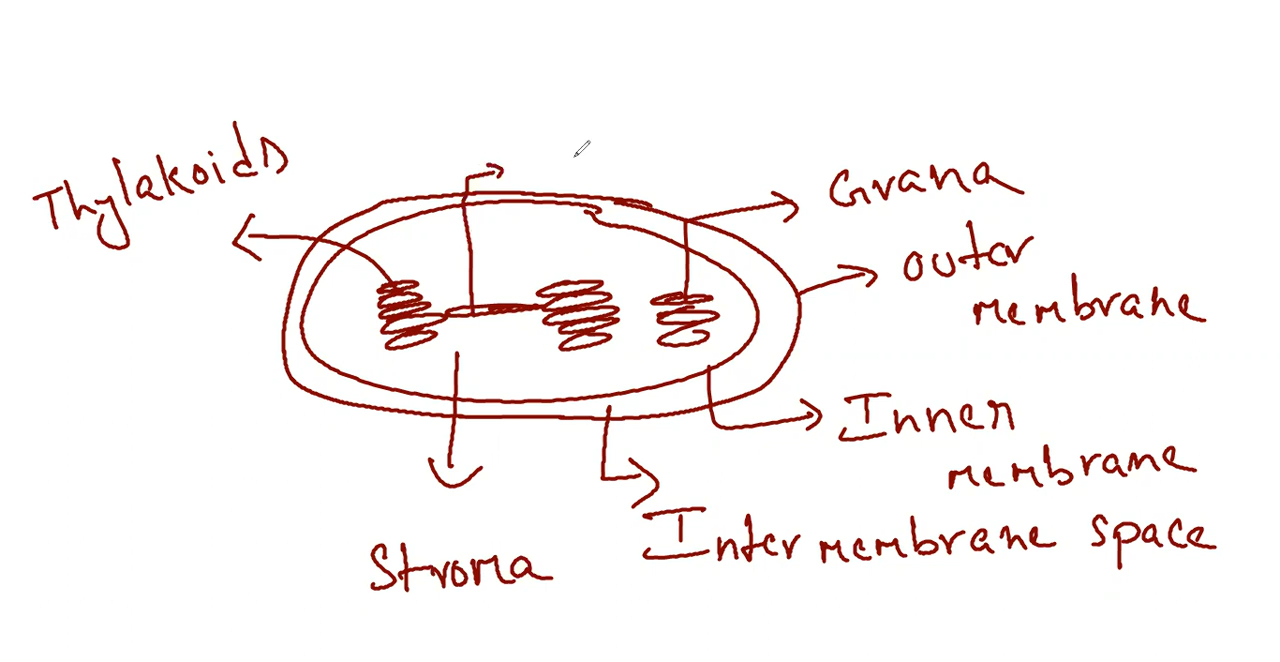 Thylakoids
Grana
outer
membrane
Inner
membrane
Inter membrane space
Stroma